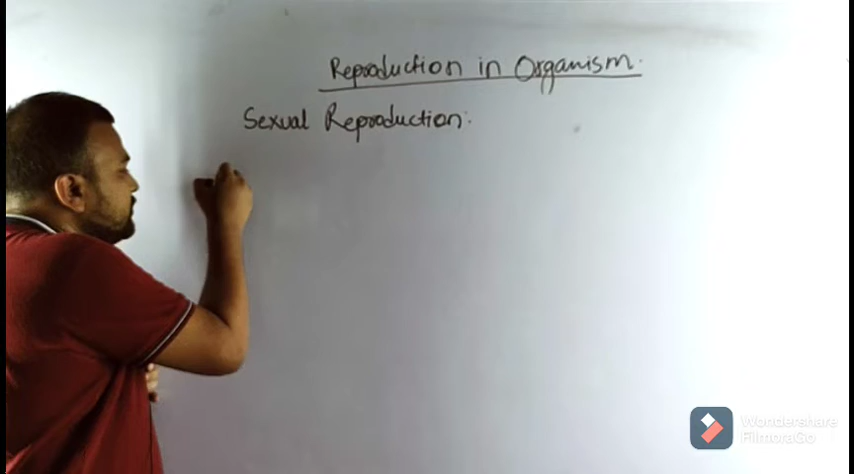 Reproduction in Organism.
Sexual Reproduction:
Wondershare
FilmoraGo